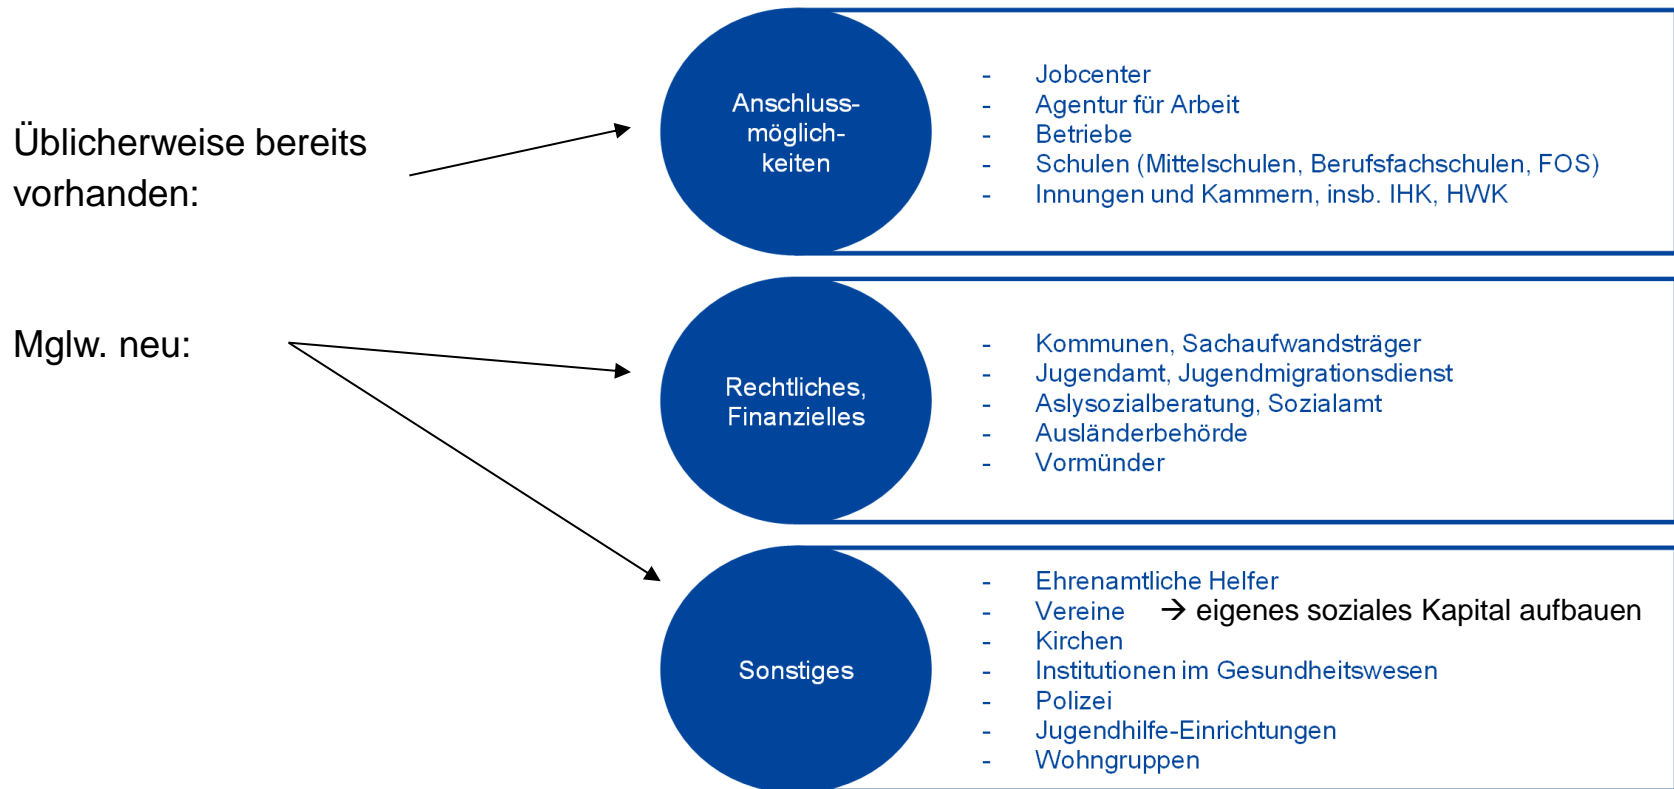 Üblicherweise bereits
vorhanden:
Anschluss-
möglich-
keiten
- Jobcenter
- Agentur für Arbeit
- Betriebe
- Schulen (Mittelschulen, Berufsfachschulen, FOS)
- Innungen und Kammern, insb. IHK, HWK
Mglw. neu:
Rechtliches,
Finanzielles
- Kommunen, Sachaufwandsträger
- Jugendamt, Jugendmigrationsdienst
- Aslysozialberatung, Sozialamt
- Ausländerbehörde
- Vormünder
Sonstiges
- Ehrenamtliche Helfer
- Vereine → eigenes soziales Kapital aufbauen
- Kirchen
- Institutionen im Gesundheitswesen
- Polizei
- Jugendhilfe-Einrichtungen
- Wohngruppen